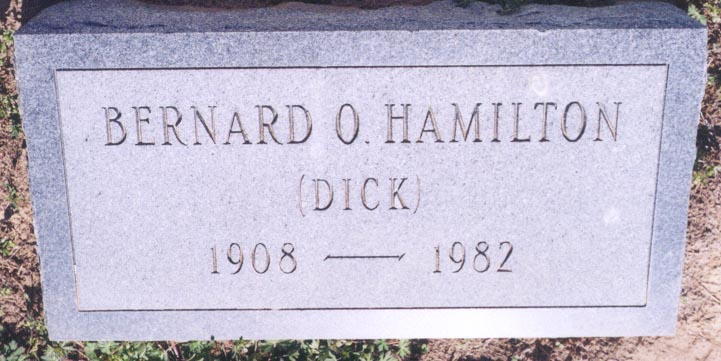 BERNARD O. HAMILTON
(DICK)
1908 — 1982